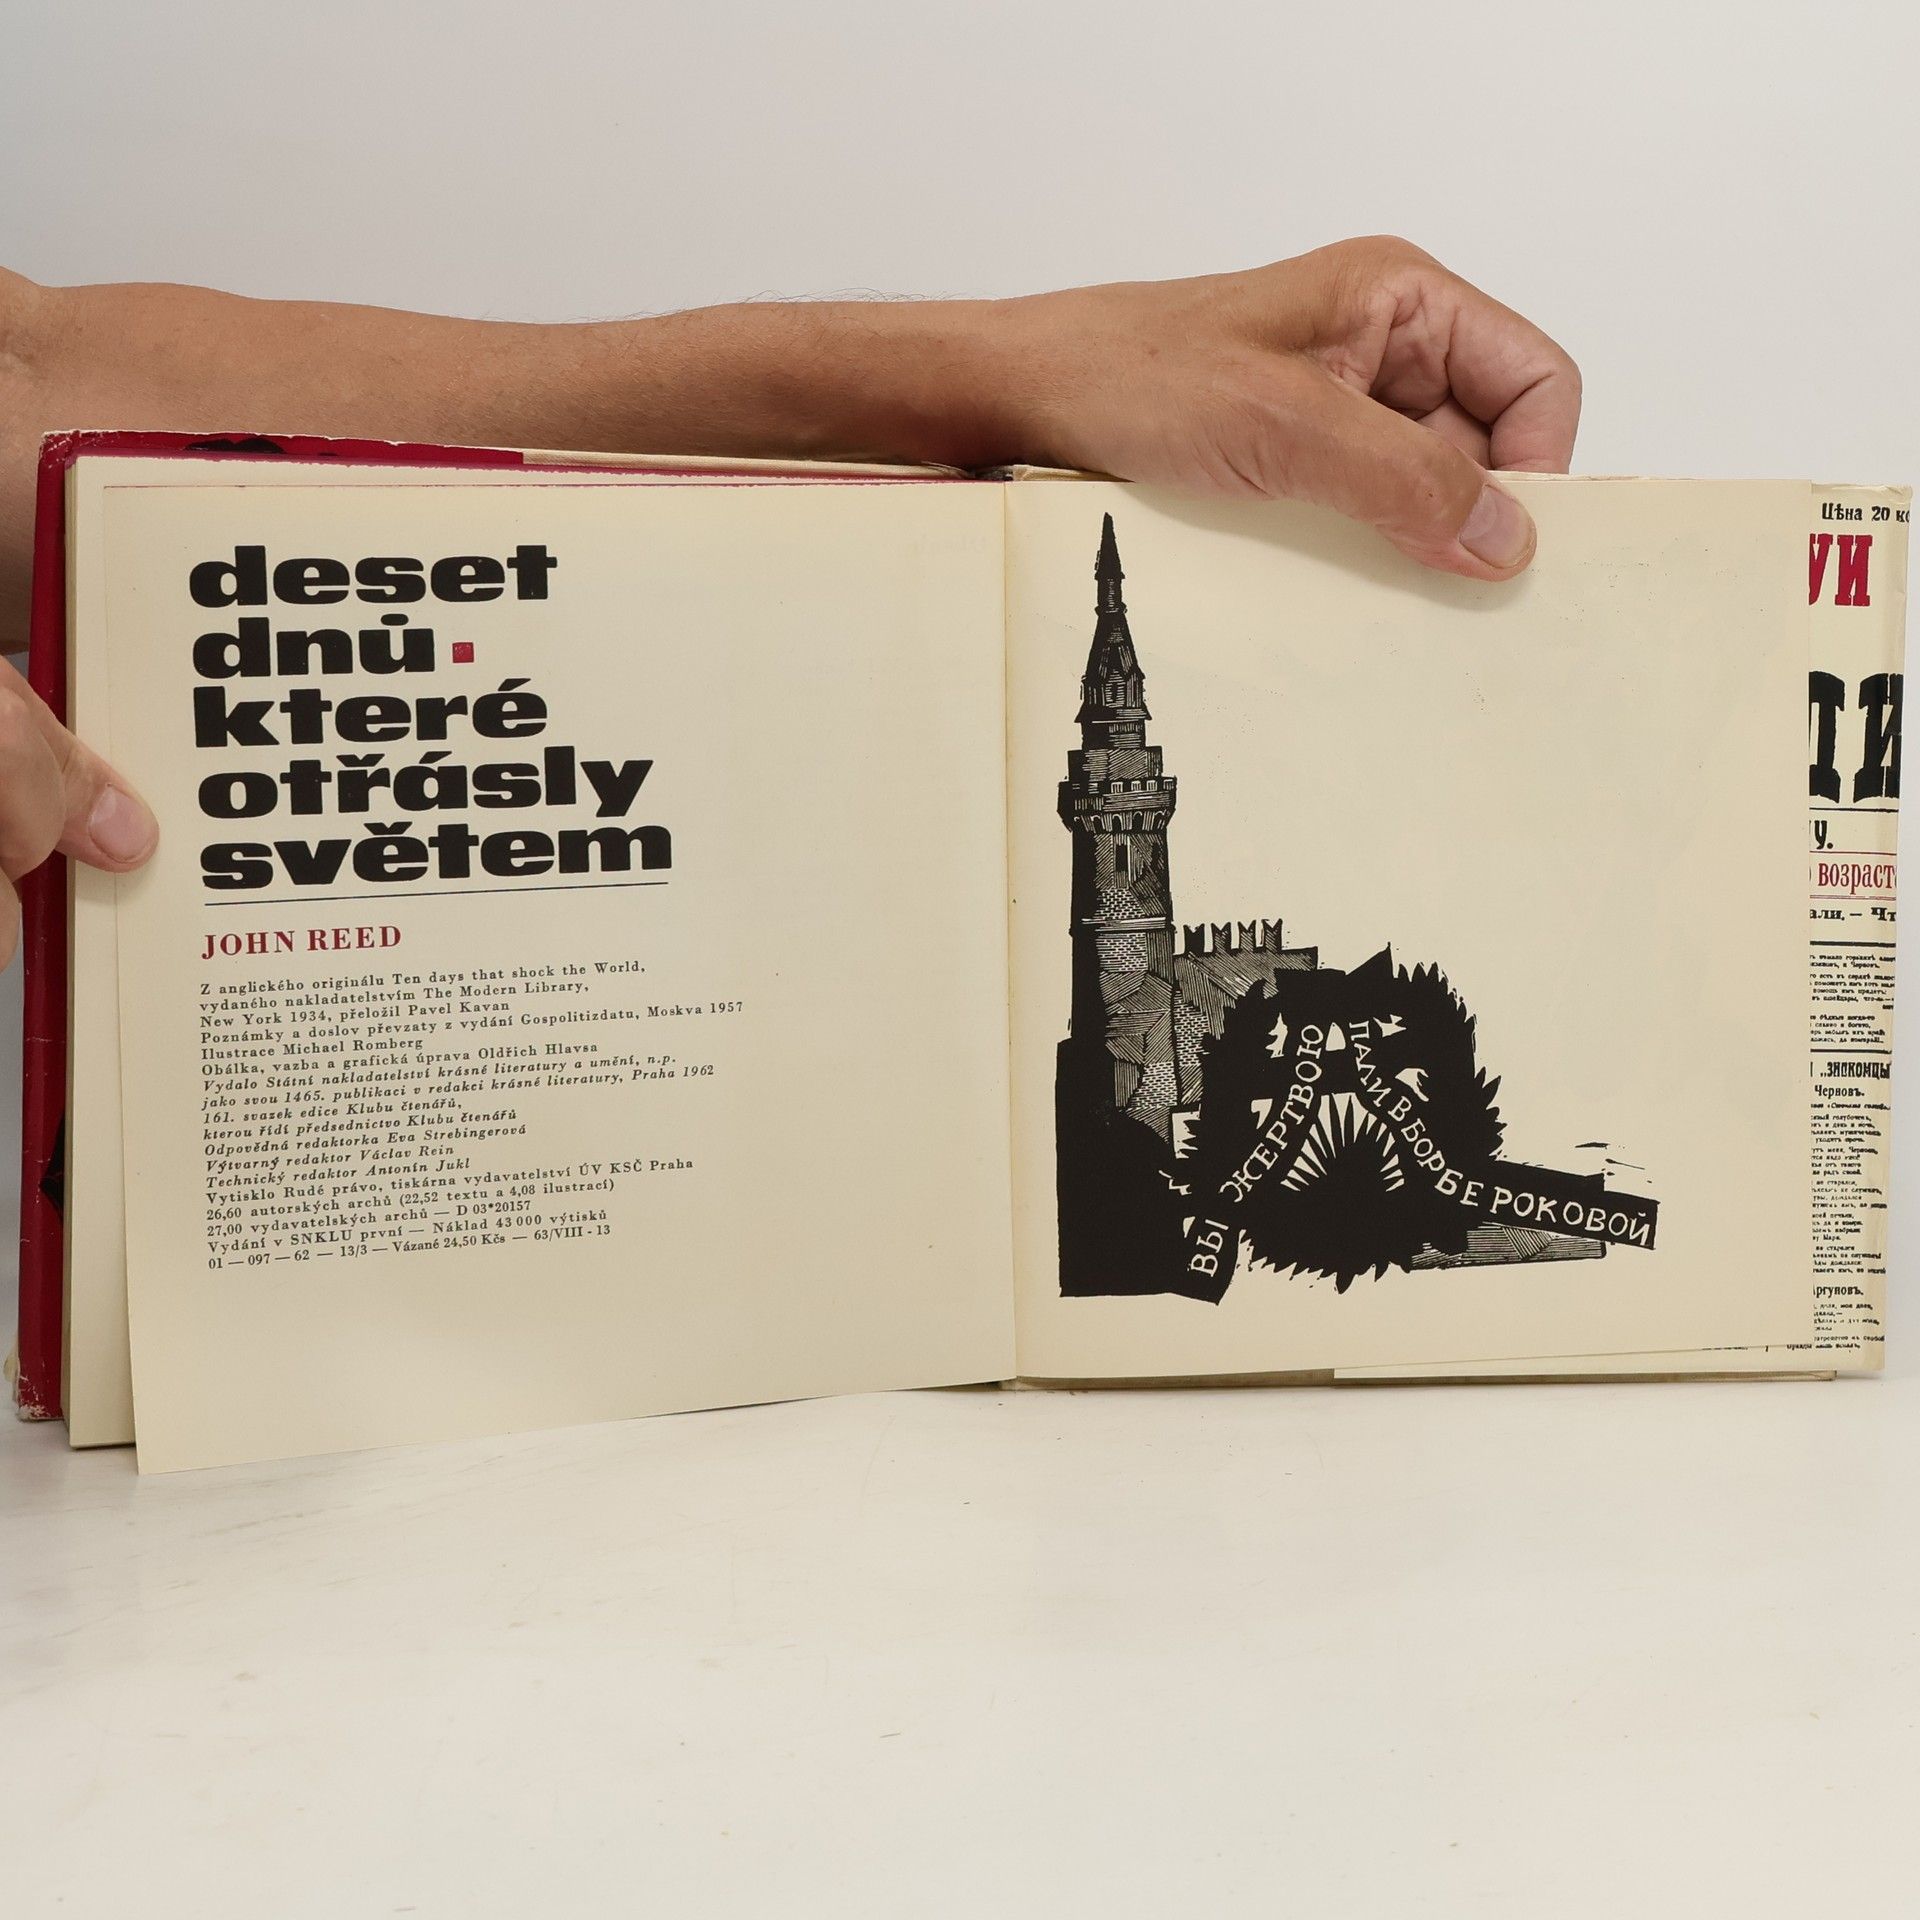 deset
dnů
které
otřásly
světem
JOHN REED
Z anglického originálu Ten days that shock the World,
vydaného nakladatelstvím The Modern Library,
New York 1934, přeložil Pavel Kavan
Poznámky a doslov převzaty z vydání Gospolitizdatu, Moskva 1957
Ilustrace Michael Romberg
Obálka, vazba a grafická úprava Oldřich Hlavsa
Vydalo Státní nakladatelství krásné literatury a umění, n.p.
jako svou 1465. publikaci v redakci krásné literatury, Praha 1962
161. svazek edice Klubu čtenářů,
kterou řídí předsednictvo Klubu čtenářů
Odpovědná redaktorka Eva Strebingerová
Výtvarný redaktor Václav Rein
Technický redaktor Antonín Jukl
Vytisklo Rudé právo, tiskárna vydavatelství ÚV KSČ Praha
26,60 autorských archů (22,52 textu a 4,08 ilustrací)
27,00 vydavatelských archů — D 03*20157
Vydání v SNKLU první — Náklad 43 000 výtisků
01 — 097 — 62 — 13/3 — Vázané 24,50 Kčs — 63/VIII - 13
ВЫ ЖЕРТВОЮ ПАЛИ В БОРБЕ РОКОВОЙ
Цѣна 20
УИ
возраст
„ЗНАКОМЦЫ
Черновъ.